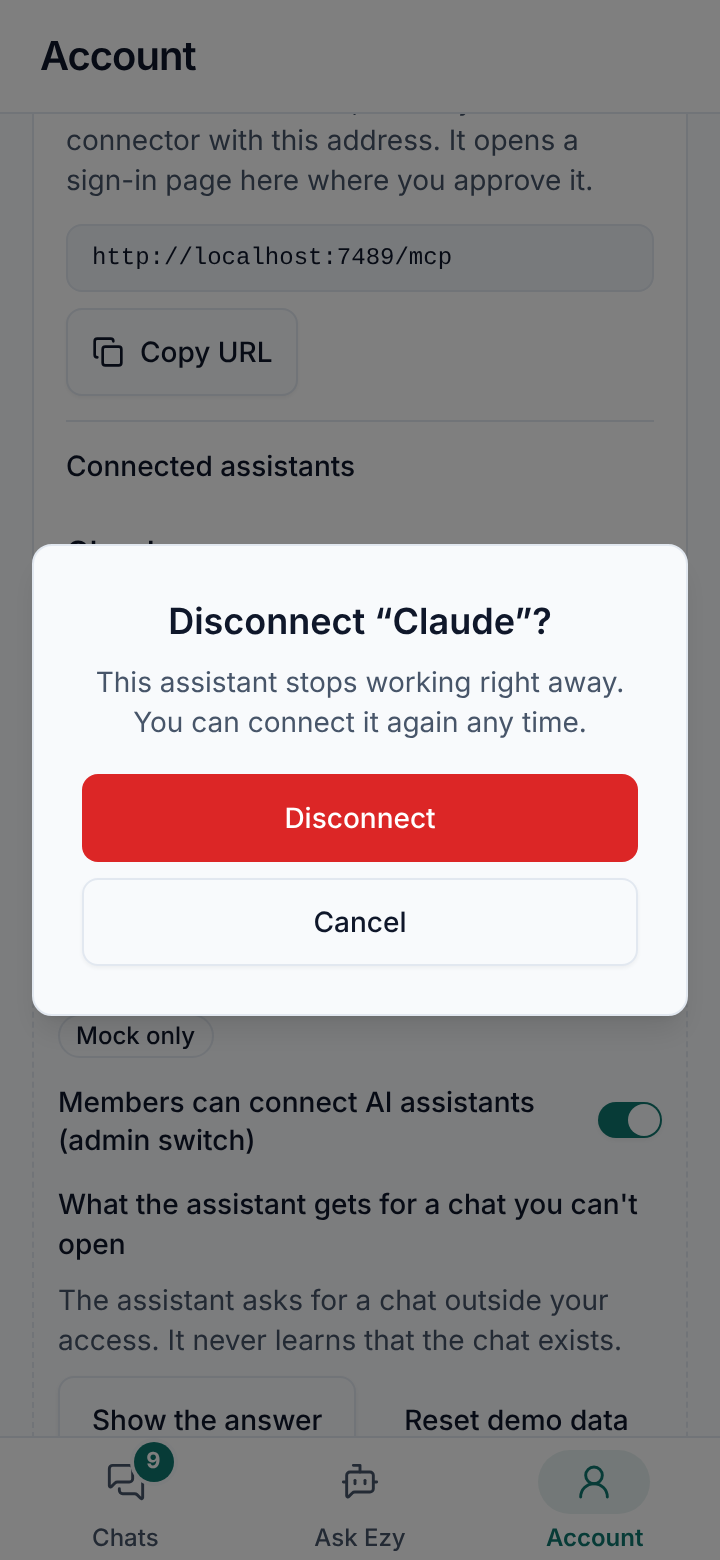 Account
connector with this address. It opens a
sign-in page here where you approve it.
http://localhost:7489/mcp
Copy URL
Connected assistants
Disconnect “Claude”?
This assistant stops working right away.
You can connect it again any time.
Disconnect
Cancel
Mock only
Members can connect AI assistants
(admin switch)
What the assistant gets for a chat you can't
open
The assistant asks for a chat outside your
access. It never learns that the chat exists.
Show the answer
Reset demo data
9
Chats
Ask Ezy
Account